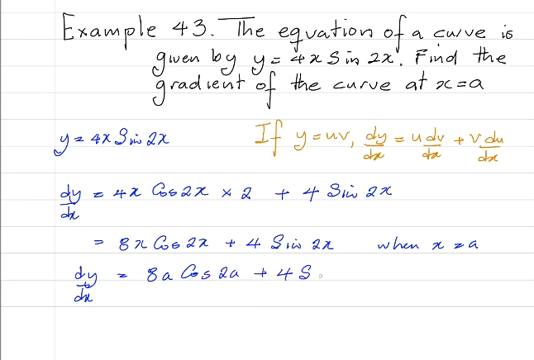 Example 43. The equation of a curve is
given by y = 4x Sin 2x. Find the
gradient of the curve at x = a
y = 4x Sin 2x
If y = uv, dy/dx = u dv/dx + v du/dx
dy/dx = 4x Cos 2x × 2 + 4 Sin 2x
= 8x Cos 2x + 4 Sin 2x when x = a
dy/dx = 8a Cos 2a + 4 S